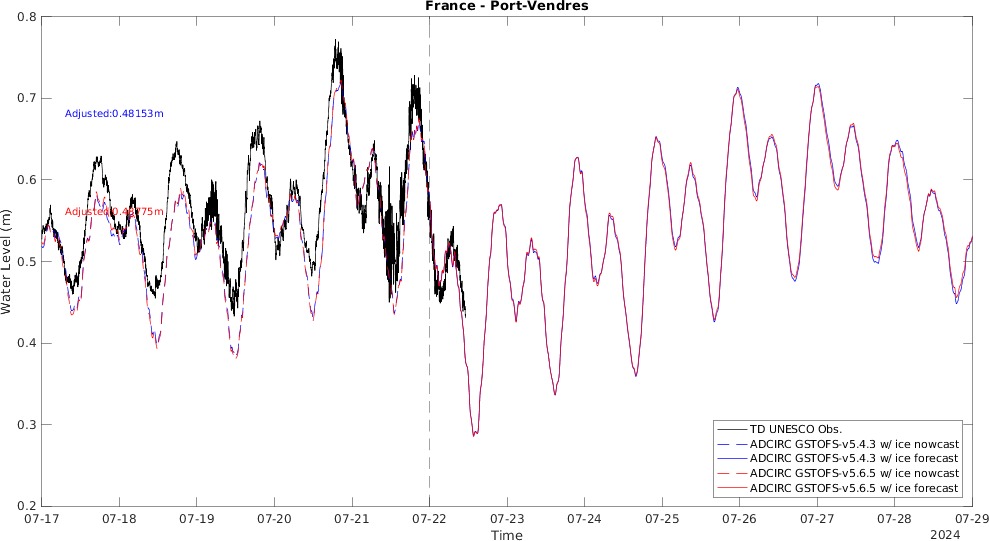 France - Port-Vendres
0.8
0.7
0.6
0.5
0.4
0.3
0.2
Water Level (m)
Adjusted:0.48153m
07-17 07-18 07-19 07-20 07-21 07-22 07-23 07-24 07-25 07-26 07-27 07-28 07-29
Time
2024
TD UNESCO Obs.
ADCIRC GSTOFS-v5.4.3 w/ ice nowcast
ADCIRC GSTOFS-v5.4.3 w/ ice forecast
ADCIRC GSTOFS-v5.6.5 w/ ice nowcast
ADCIRC GSTOFS-v5.6.5 w/ ice forecast